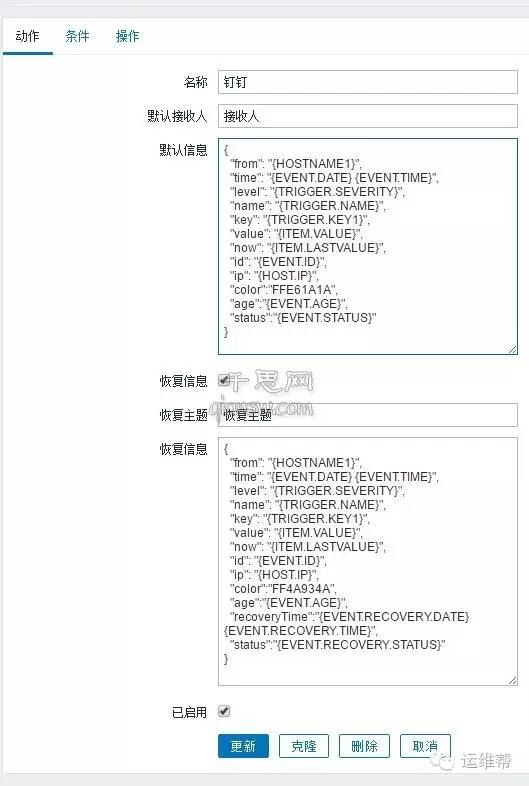 动作 条件 操作
名称 钉钉
默认接收人 接收人
默认信息 {
"from": "{HOSTNAME1}",
"time": "{EVENT.DATE} {EVENT.TIME}",
"level": "{TRIGGER.SEVERITY}",
"name": "{TRIGGER.NAME}",
"key": "{TRIGGER.KEY1}",
"value": "{ITEM.VALUE}",
"now": "{ITEM.LASTVALUE}",
"id": "{EVENT.ID}",
"ip": "{HOST.IP}",
"color":"FFE61A1A",
"age":"{EVENT.AGE}",
"status":"{EVENT.STATUS}"
}
恢复信息 千思网
qiansw.com
恢复主题 恢复主题
恢复信息 {
"from": "{HOSTNAME1}",
"time": "{EVENT.DATE} {EVENT.TIME}",
"level": "{TRIGGER.SEVERITY}",
"name": "{TRIGGER.NAME}",
"key": "{TRIGGER.KEY1}",
"value": "{ITEM.VALUE}",
"now": "{ITEM.LASTVALUE}",
"id": "{EVENT.ID}",
"ip": "{HOST.IP}",
"color":"FF4A934A",
"age":"{EVENT.AGE}",
"recoveryTime":"{EVENT.RECOVERY.DATE}
{EVENT.RECOVERY.TIME}",
"status":"{EVENT.RECOVERY.STATUS}"
}
已启用
更新 克隆 删除 取消
运维帮